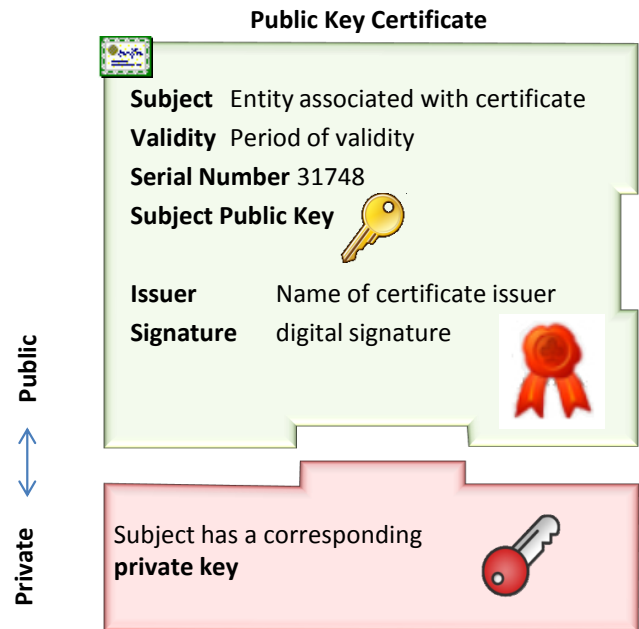 Public Key Certificate
Subject Entity associated with certificate
Validity Period of validity
Serial Number 31748
Subject Public Key
Issuer Name of certificate issuer
Signature digital signature
Public
Private
Subject has a corresponding
private key